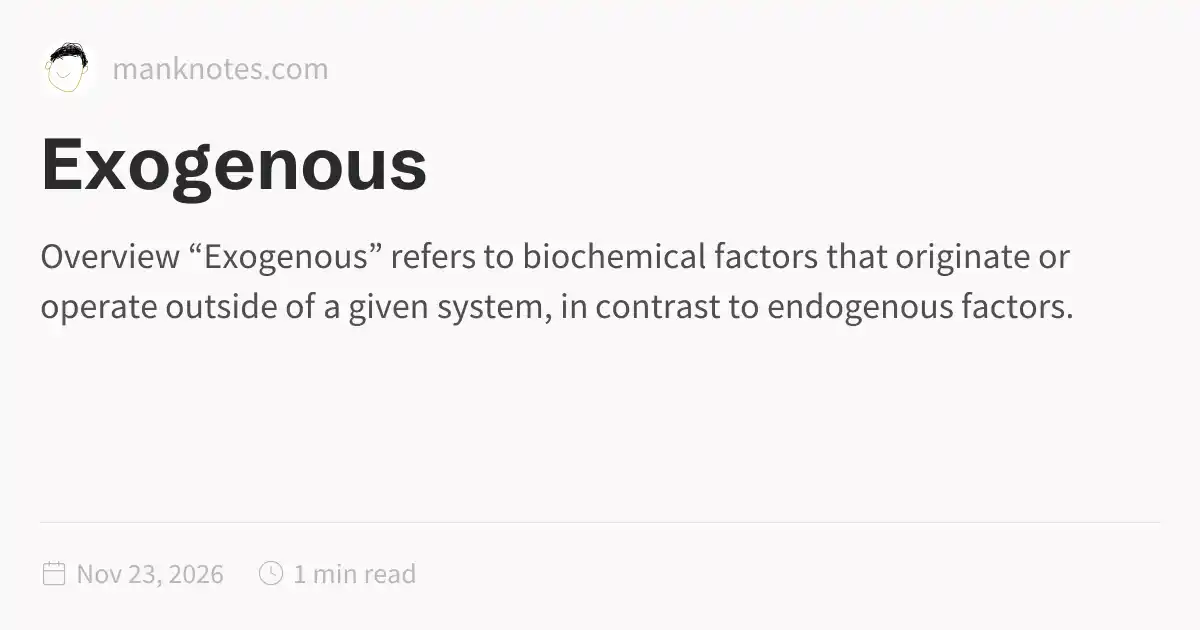 manknotes.com
Exogenous
Overview “Exogenous” refers to biochemical factors that originate or
operate outside of a given system, in contrast to endogenous factors.
Nov 23, 2026 1 min read